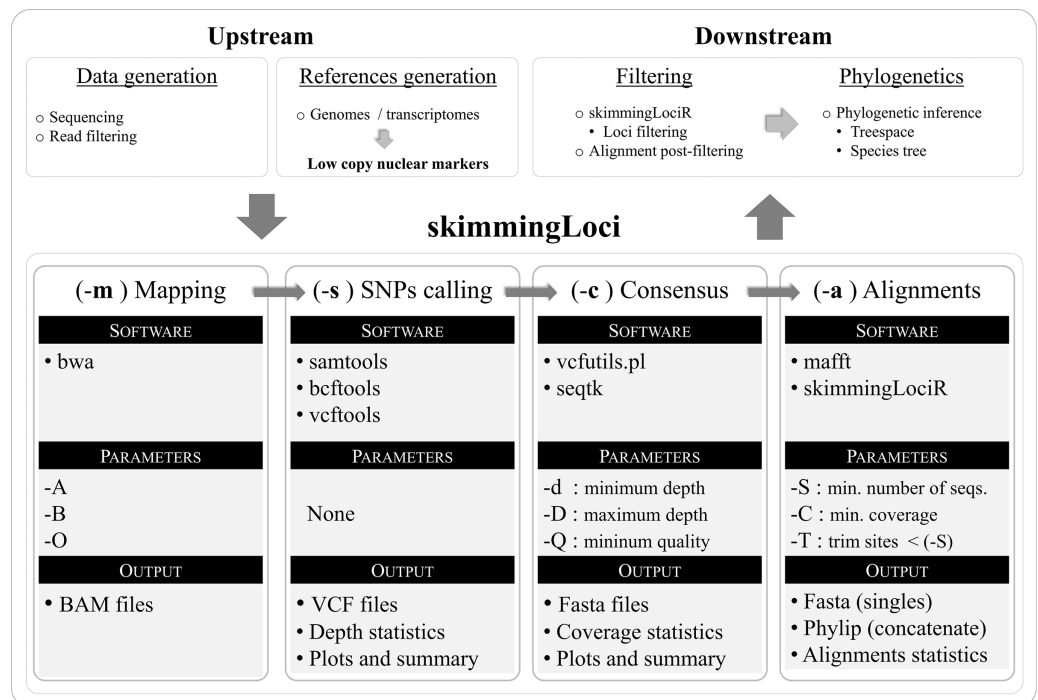 Upstream
Data generation
○ Sequencing
○ Read filtering
References generation
○ Genomes / transcriptomes
Low copy nuclear markers
Downstream
Filtering
○ skimmingLociR
• Loci filtering
○ Alignment post-filtering
Phylogenetics
○ Phylogenetic inference
• Treespace
• Species tree
skimmingLoci
(-m ) Mapping
SOFTWARE
• bwa
PARAMETERS
-A
-B
-O
OUTPUT
• BAM files
(-s ) SNPs calling
SOFTWARE
• samtools
• bcftools
• vcftools
PARAMETERS
None
OUTPUT
• VCF files
• Depth statistics
• Plots and summary
(-c ) Consensus
SOFTWARE
• vcfutils.pl
• seqtk
PARAMETERS
-d : minimum depth
-D : maximum depth
-Q : mininum quality
OUTPUT
• Fasta files
• Coverage statistics
• Plots and summary
(-a ) Alignments
SOFTWARE
• mafft
• skimmingLociR
PARAMETERS
-S : min. number of seqs.
-C : min. coverage
-T : trim sites < (-S)
OUTPUT
• Fasta (singles)
• Phylip (concatenate)
• Alignments statistics